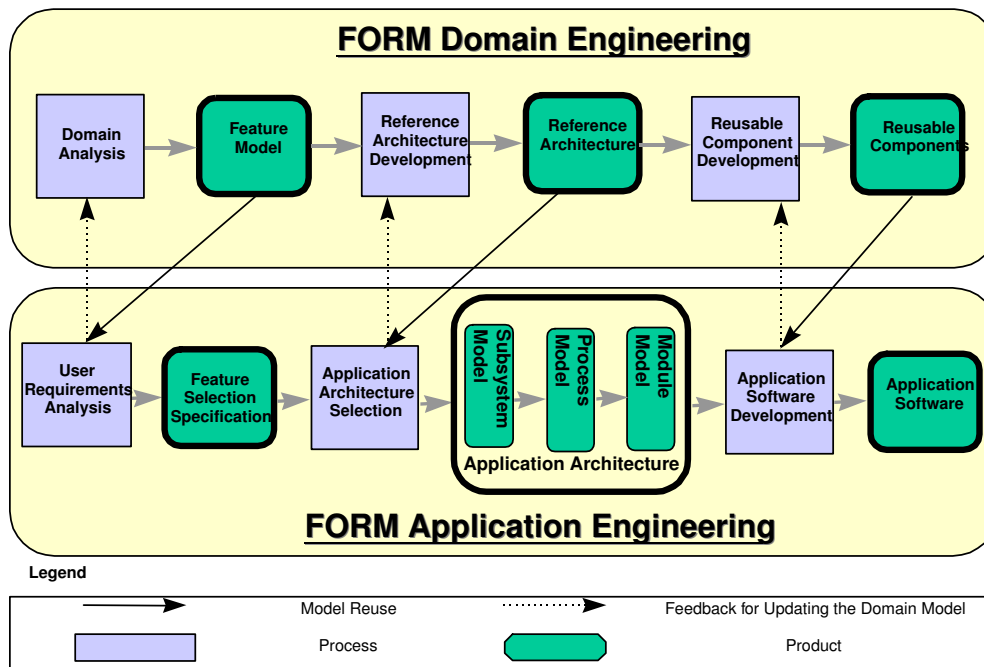 FORM Domain Engineering
Domain
Analysis
Feature
Model
Reference
Architecture
Development
Reference
Architecture
Reusable
Component
Development
Reusable
Components
User
Requirements
Analysis
Feature
Selection
Specification
Application
Architecture
Selection
Subsystem
Model
Process
Model
Module
Model
Application Architecture
Application
Software
Development
Application
Software
FORM Application Engineering
Legend
Model Reuse
Feedback for Updating the Domain Model
Process
Product